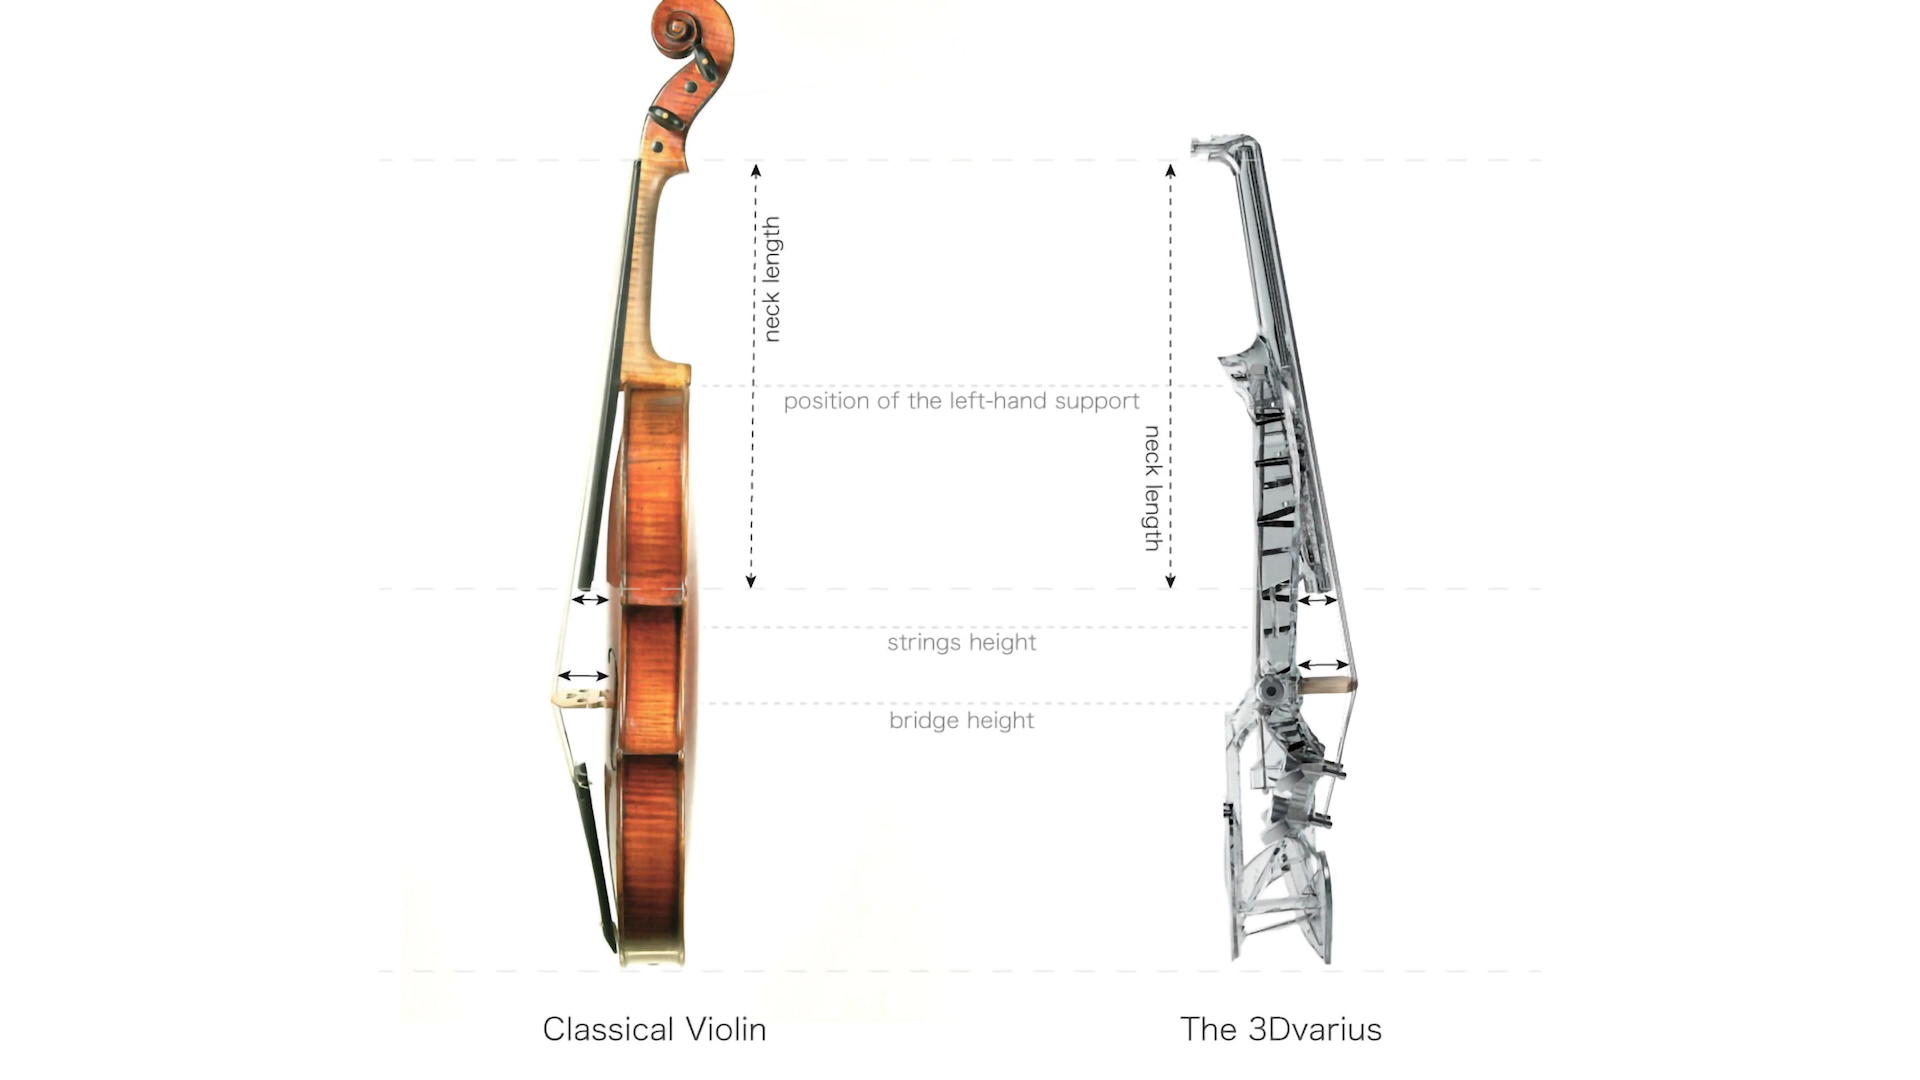 neck length
position of the left-hand support
neck length
strings height
bridge height
Classical Violin
The 3Dvarius